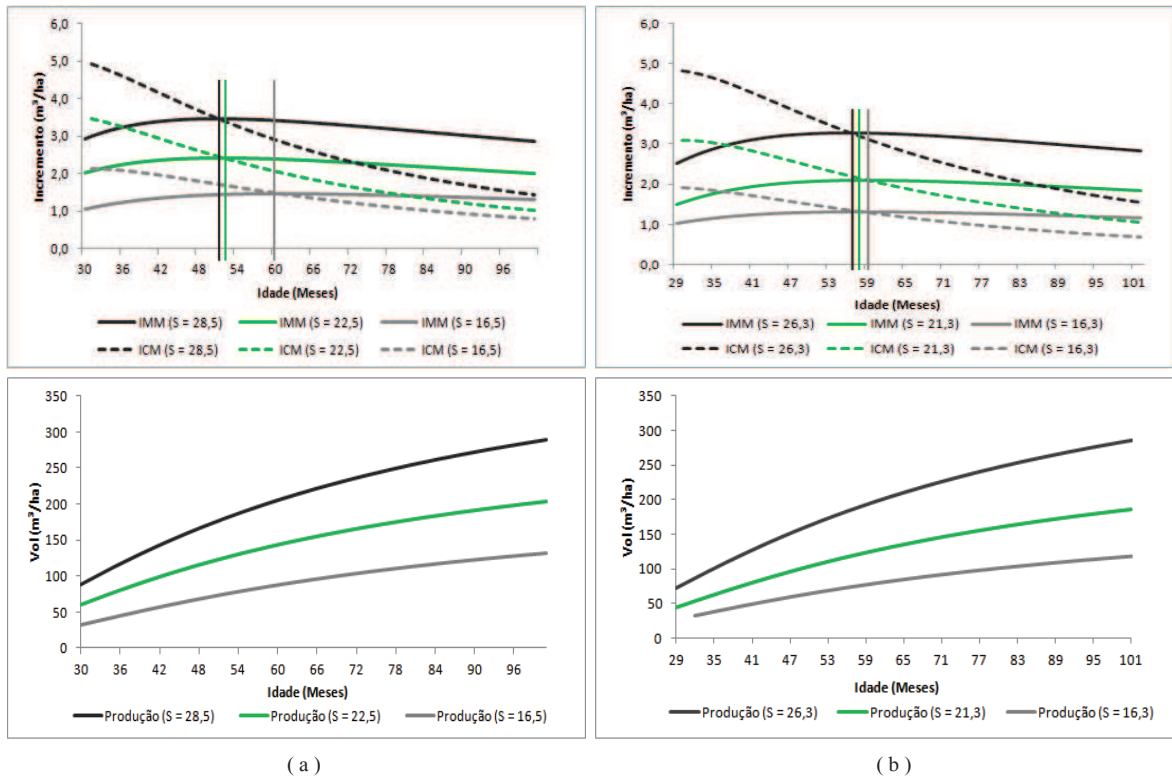 6,0
5,0
4,0
3,0
2,0
1,0
0,0
Incremento (m³/ha)
30 36 42 48 54 60 66 72 78 84 90 96
Idade (Meses)
IMM (S = 28,5) IMM (S = 22,5) IMM (S = 16,5)
ICM (S = 28,5) ICM (S = 22,5) ICM (S = 16,5)
6,0
5,0
4,0
3,0
2,0
1,0
0,0
Incremento (m³/ha)
29 35 41 47 53 59 65 71 77 83 89 95 101
Idade (Meses)
IMM (S = 26,3) IMM (S = 21,3) IMM (S = 16,3)
ICM (S = 26,3) ICM (S = 21,3) ICM (S = 16,3)
350
300
250
200
150
100
50
0
Vol (m³/ha)
30 36 42 48 54 60 66 72 78 84 90 96
Idade (Meses)
Produção (S = 28,5) Produção (S = 22,5) Produção (S = 16,5)
350
300
250
200
150
100
50
0
Vol (m³/ha)
29 35 41 47 53 59 65 71 77 83 89 95 101
Idade (Meses)
Produção (S = 26,3) Produção (S = 21,3) Produção (S = 16,3)
( a ) ( b )